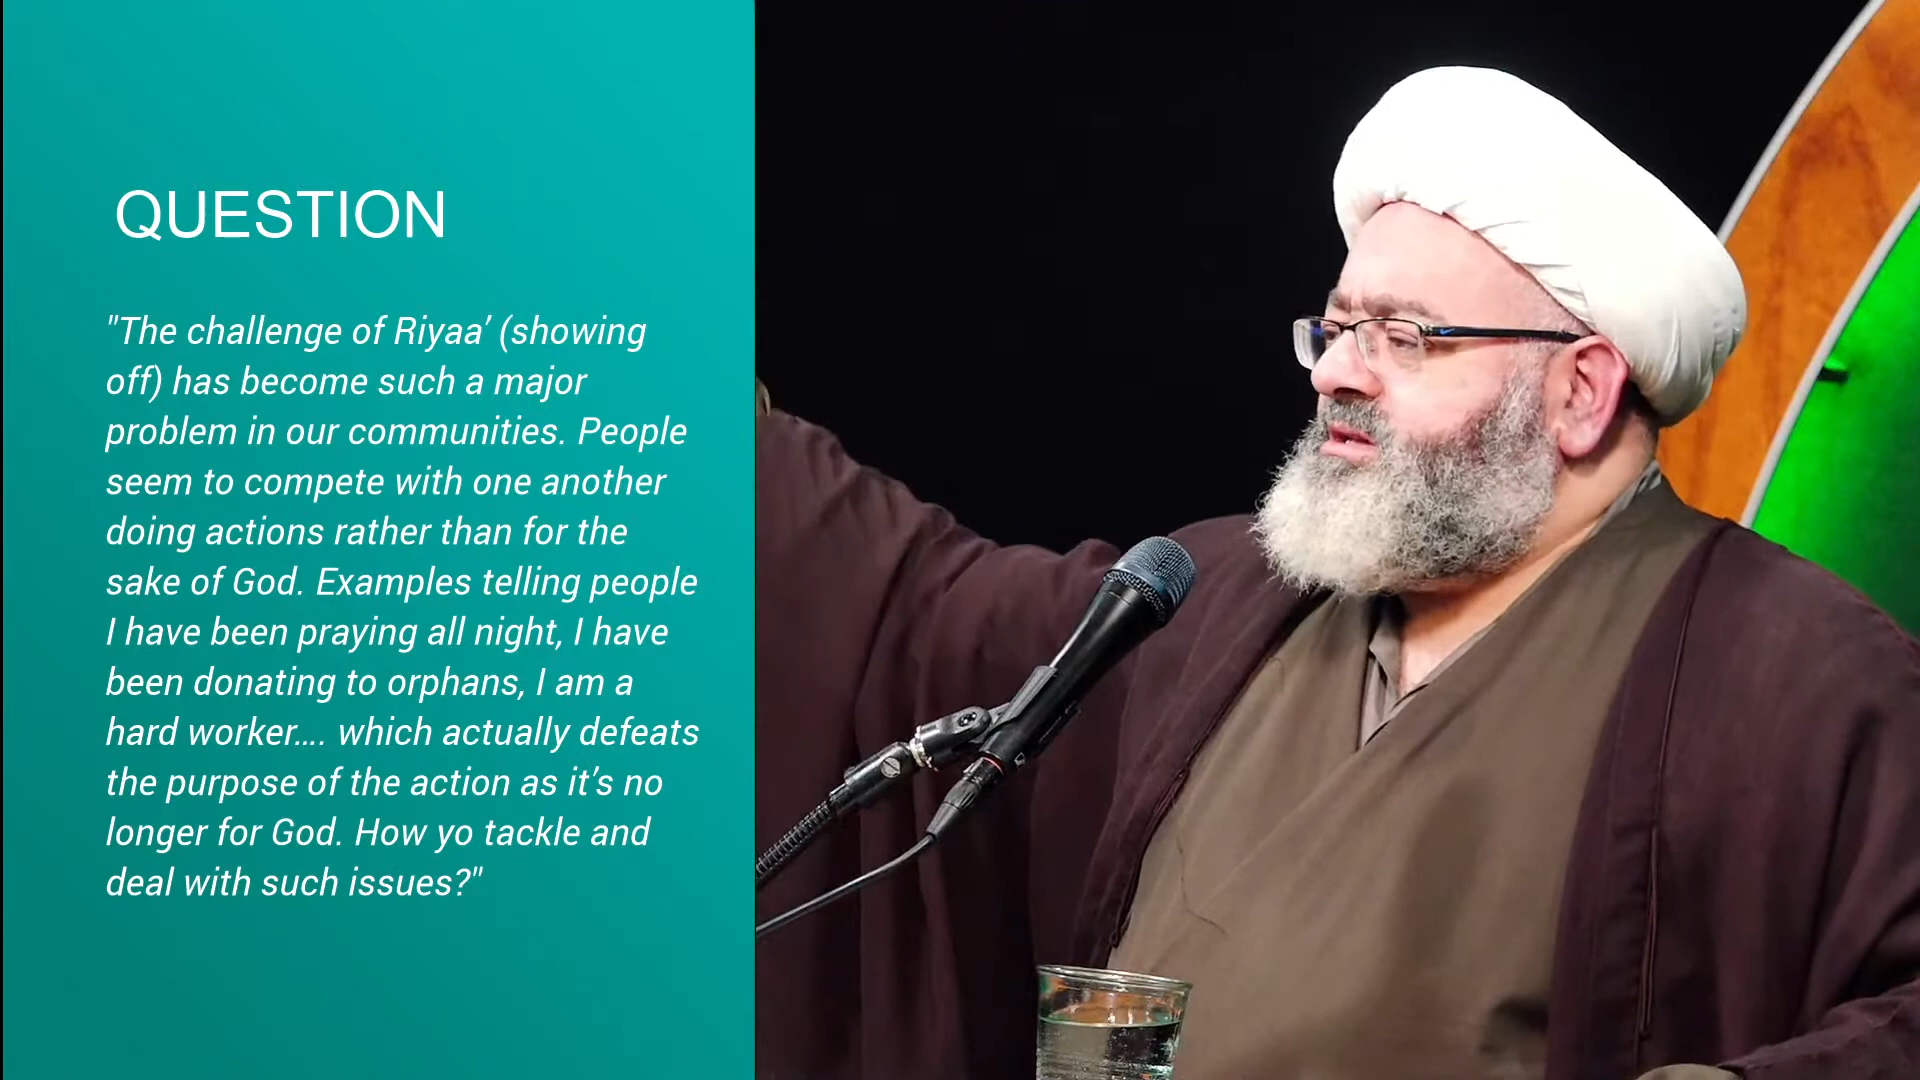 QUESTION
"The challenge of Riyaa’ (showing
off) has become such a major
problem in our communities. People
seem to compete with one another
doing actions rather than for the
sake of God. Examples telling people
I have been praying all night, I have
been donating to orphans, I am a
hard worker.... which actually defeats
the purpose of the action as it’s no
longer for God. How yo tackle and
deal with such issues?"